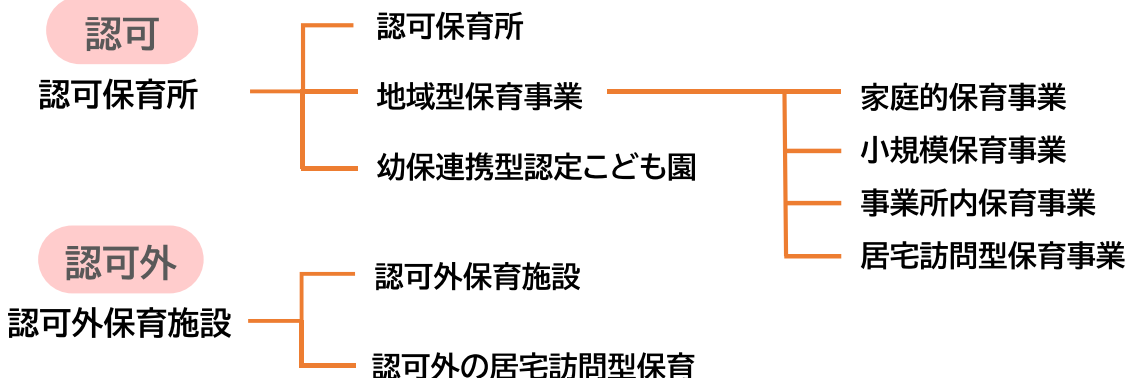 認可
認可保育所
認可保育所
地域型保育事業
幼保連携型認定こども園
家庭的保育事業
小規模保育事業
事業所内保育事業
居宅訪問型保育事業
認可外
認可外保育施設
認可外保育施設
認可外の居宅訪問型保育